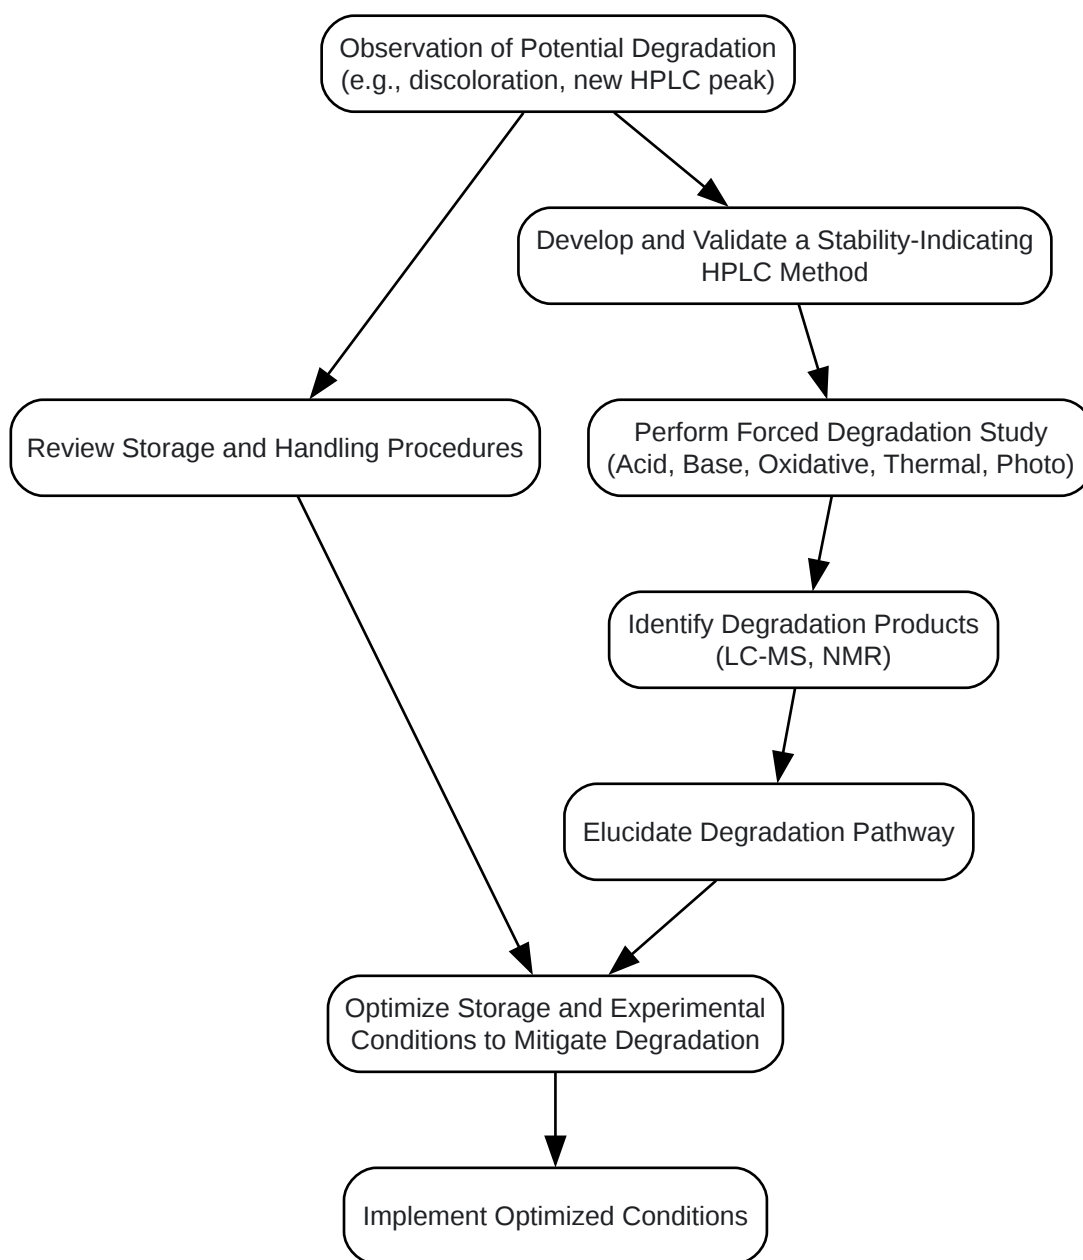 Observation of Potential Degradation
(e.g., discoloration, new HPLC peak)
Develop and Validate a Stability-Indicating
HPLC Method
Review Storage and Handling Procedures
Perform Forced Degradation Study
(Acid, Base, Oxidative, Thermal, Photo)
Identify Degradation Products
(LC-MS, NMR)
Elucidate Degradation Pathway
Optimize Storage and Experimental
Conditions to Mitigate Degradation
Implement Optimized Conditions